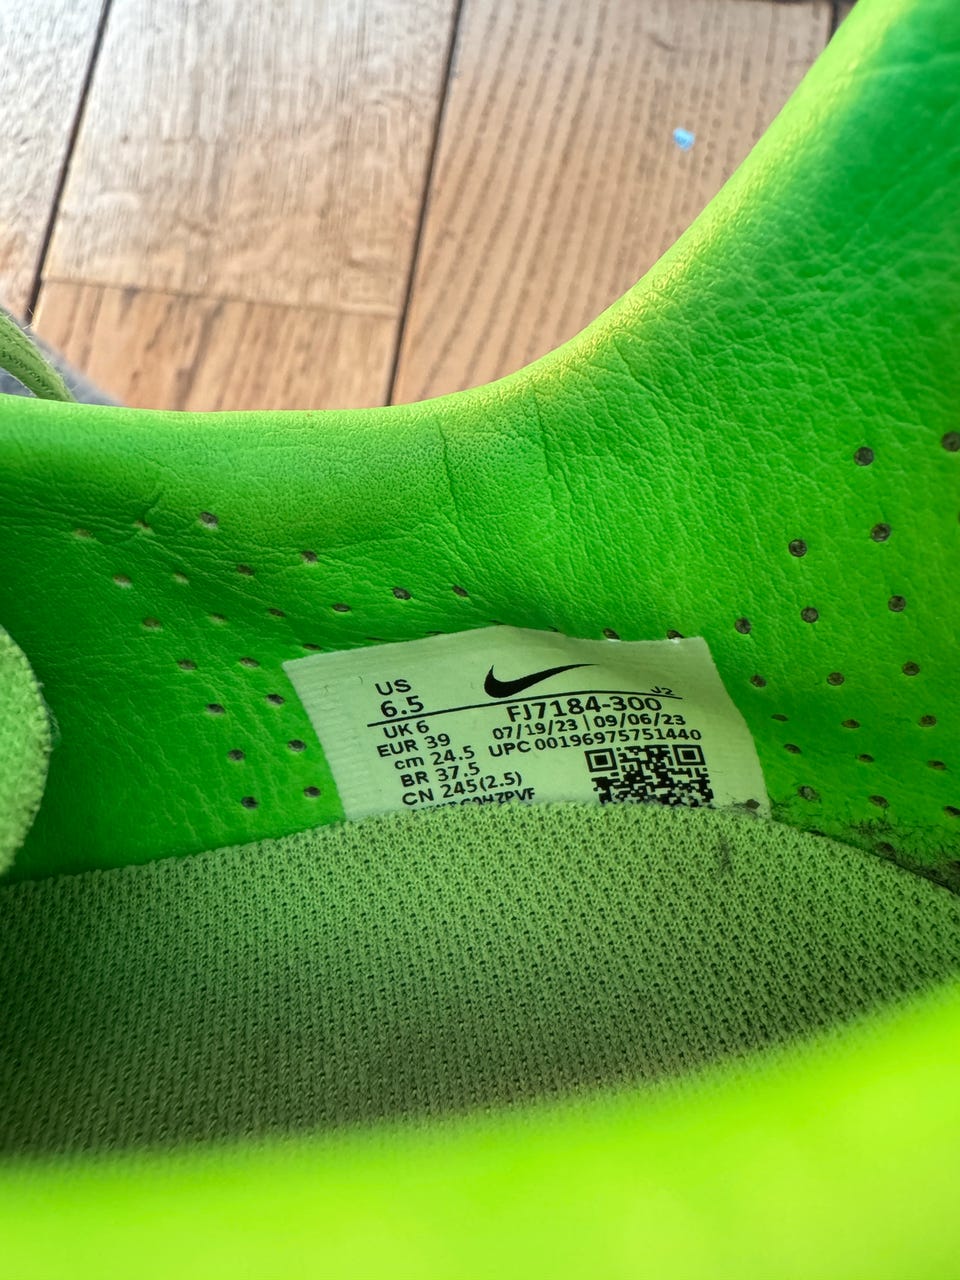 US
6.5
J2
UK 6
FJ7184-300
EUR 39
07/19/23 | 09/06/23
cm 24.5
UPC 00196975751440
BR 37.5
CN 245(2.5)